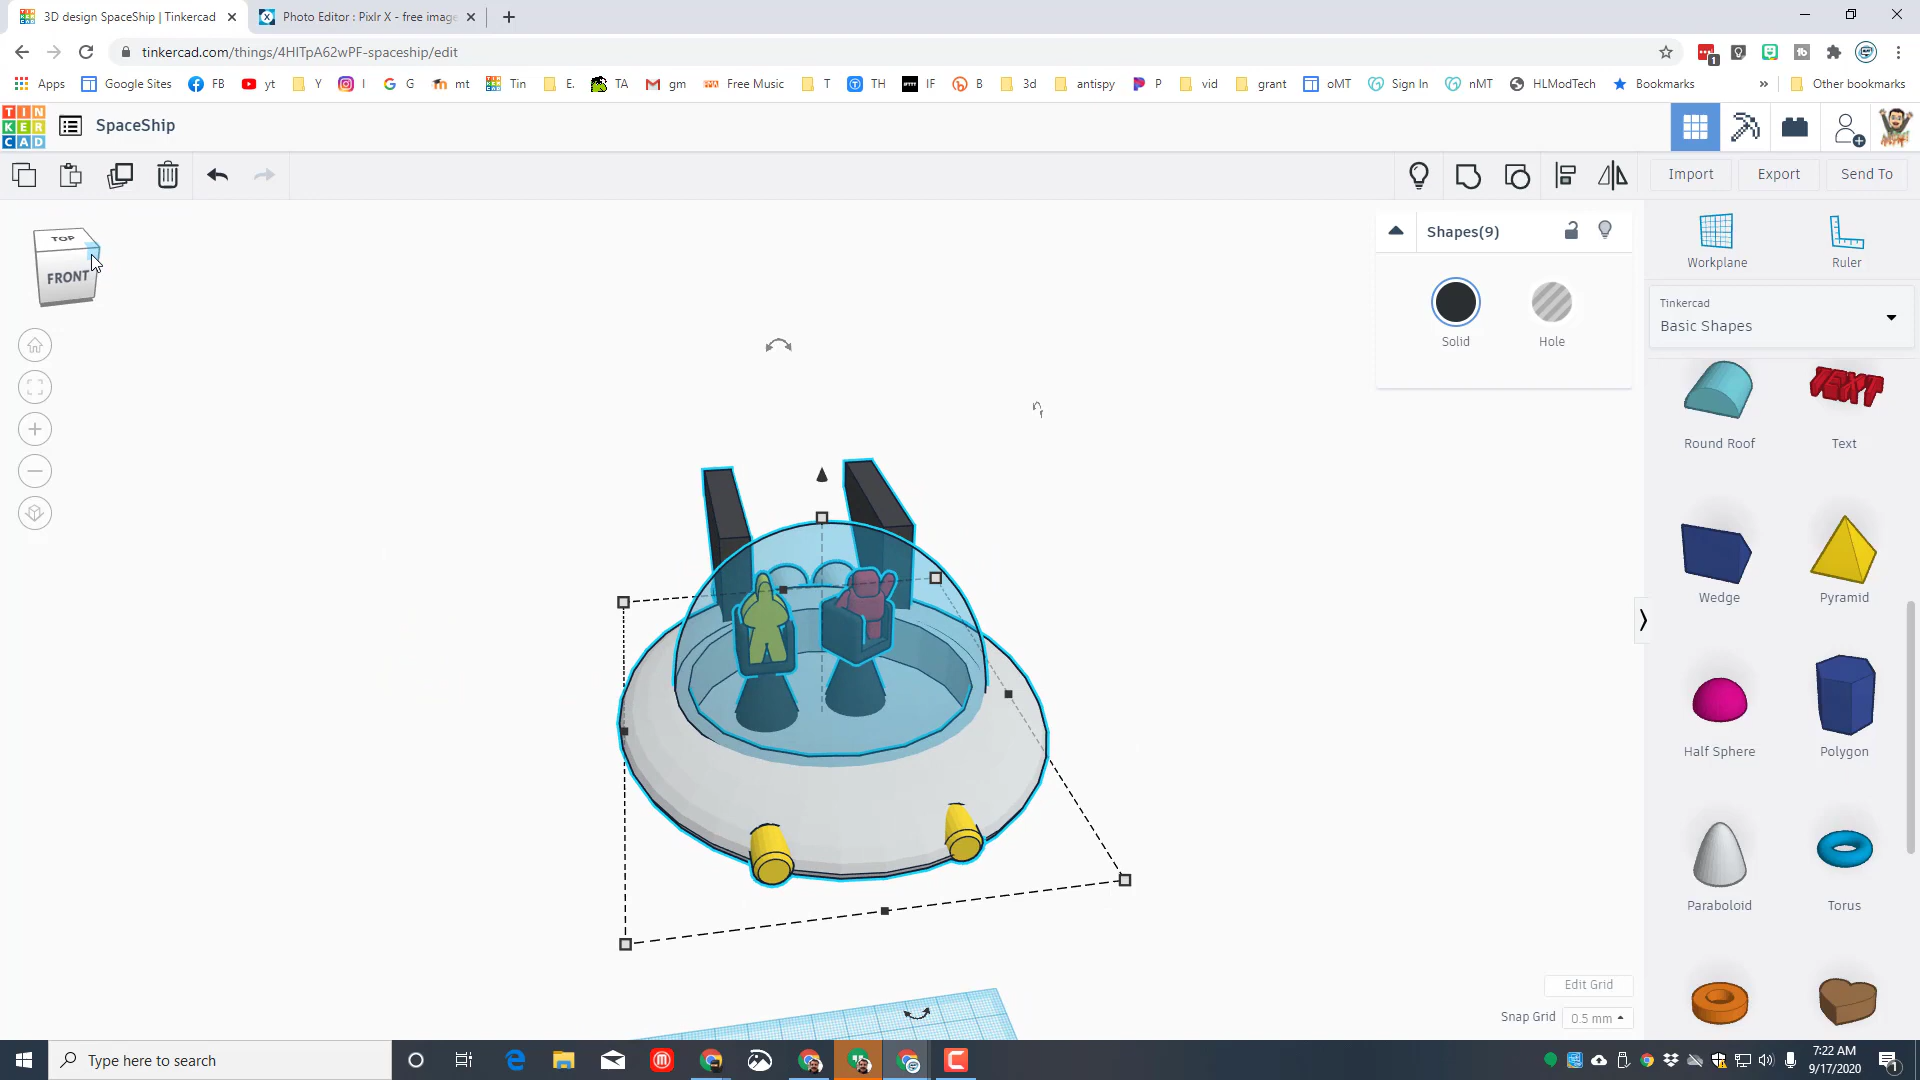 3D design SpaceShip | Tinkercad
Photo Editor : Pixlr X - free image
tinkercad.com/things/4HITpA62wPF-spaceship/edit
Apps Google Sites FB yt Y I G mt Tin E. TA gm Free Music T TH IF B 3d antispy P vid grant oMT Sign In nMT HLModTech Bookmarks » Other bookmarks
TIN
KER
CAD
SpaceShip
Import Export Send To
TOP
FRONT
Shapes(9)
Solid Hole
Workplane Ruler
Tinkercad
Basic Shapes
TEXT
Round Roof Text
Wedge Pyramid
Half Sphere Polygon
Paraboloid Torus
Edit Grid
Snap Grid 0.5 mm
Type here to search
7:22 AM
9/17/2020